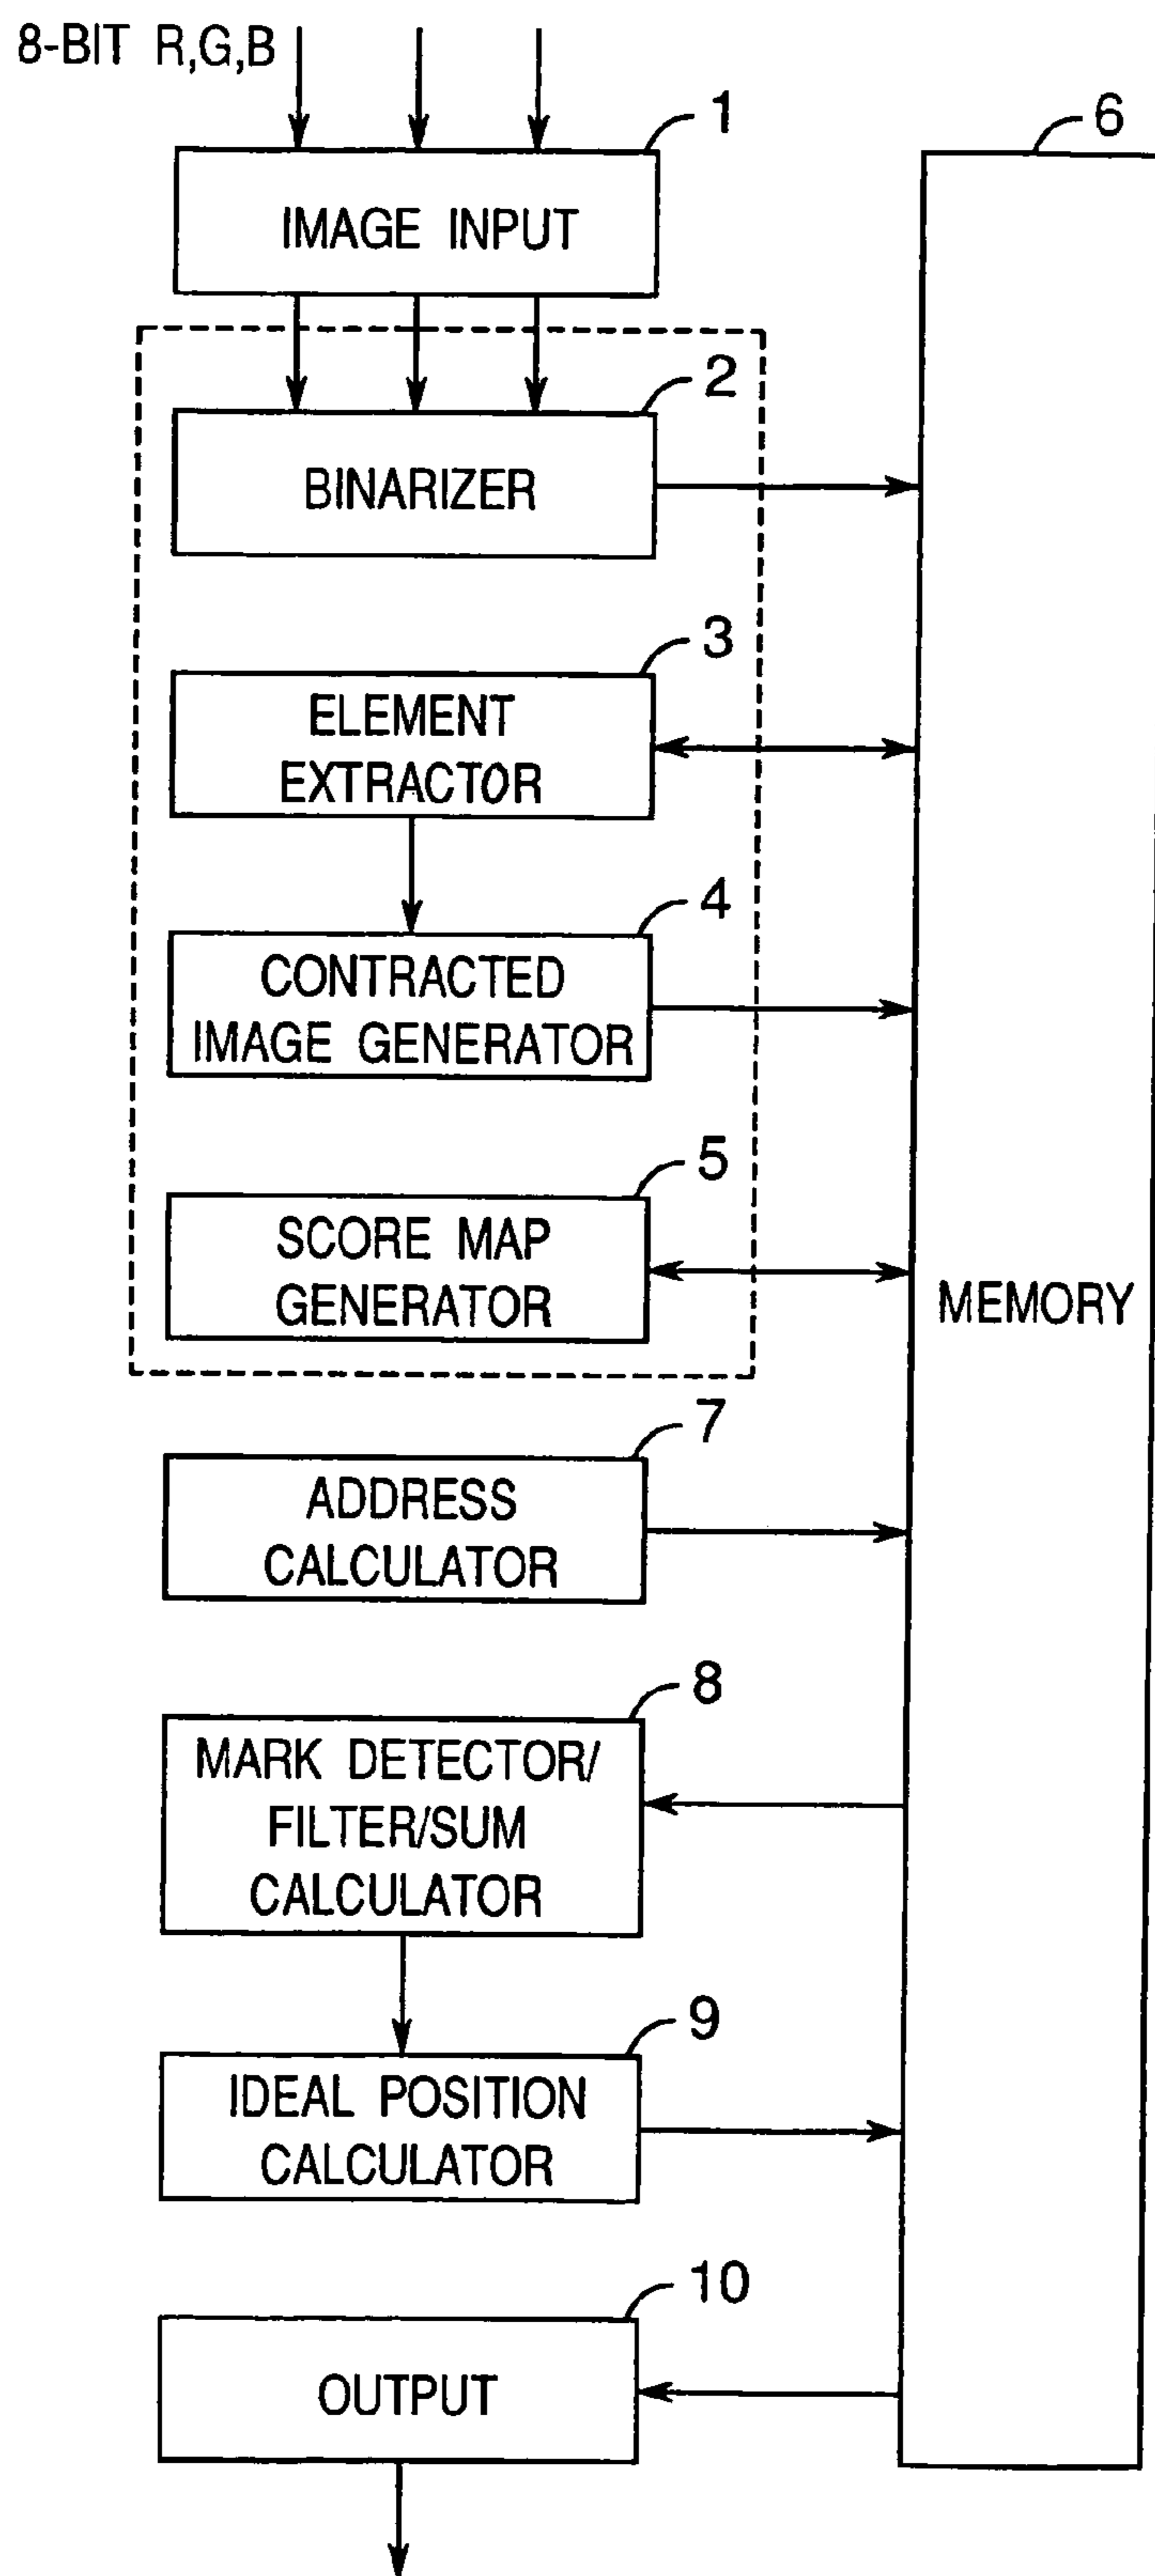 8-BIT R,G,B
1
6
IMAGE INPUT
2
BINARIZER
3
ELEMENT
EXTRACTOR
4
CONTRACTED
IMAGE GENERATOR
5
SCORE MAP
GENERATOR
MEMORY
7
ADDRESS
CALCULATOR
8
MARK DETECTOR/
FILTER/SUM
CALCULATOR
9
IDEAL POSITION
CALCULATOR
10
OUTPUT